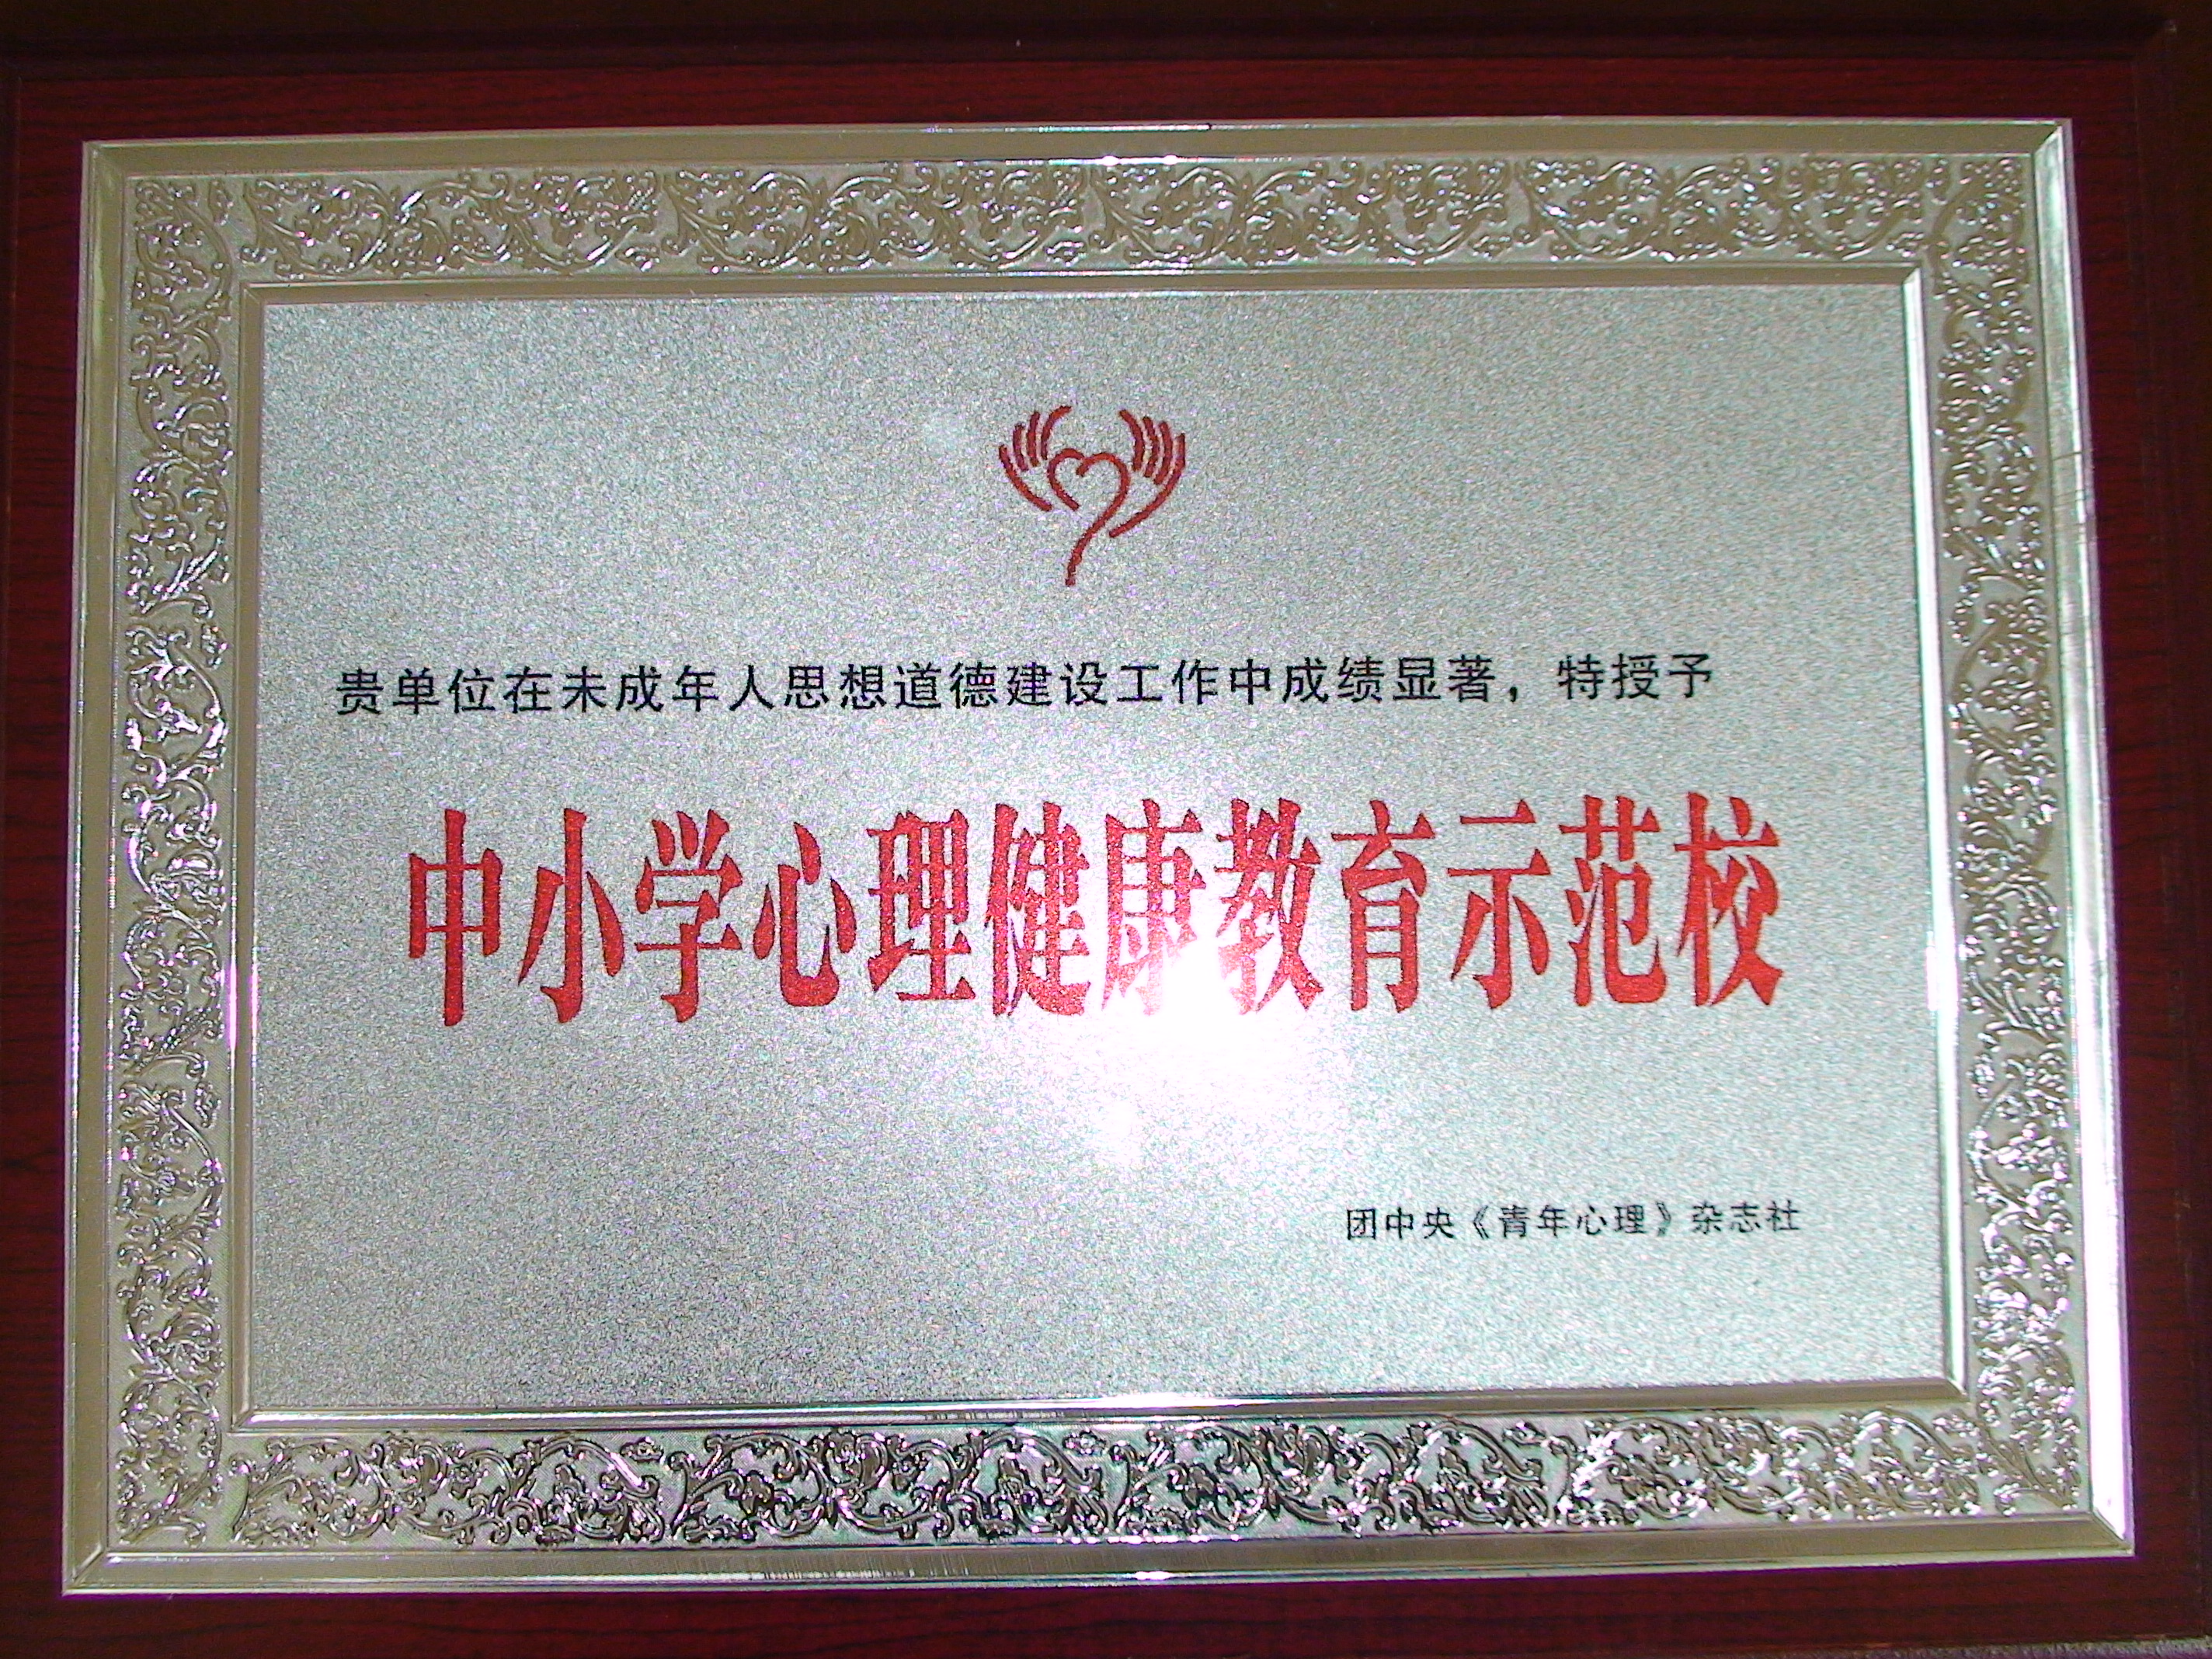 贵单位在未成年人思想道德建设工作中成绩显著，特授予
中小学心理健康教育示范校
团中央《青年心理》杂志社